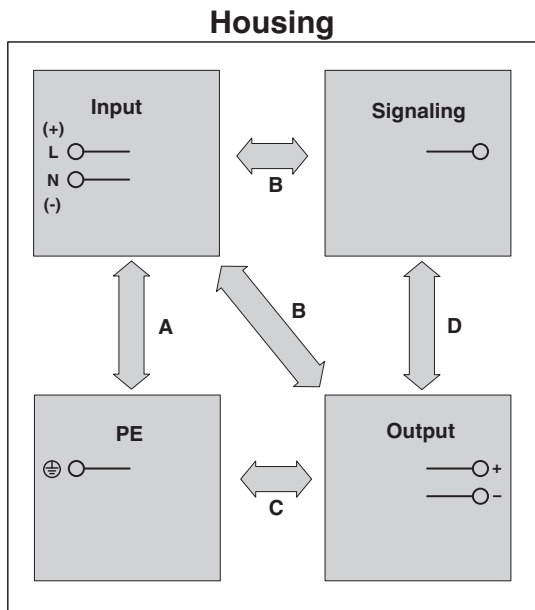 Housing
Input
(+)
L
N
(-)
Signaling
B
A
B
D
PE
Output
+
–
C